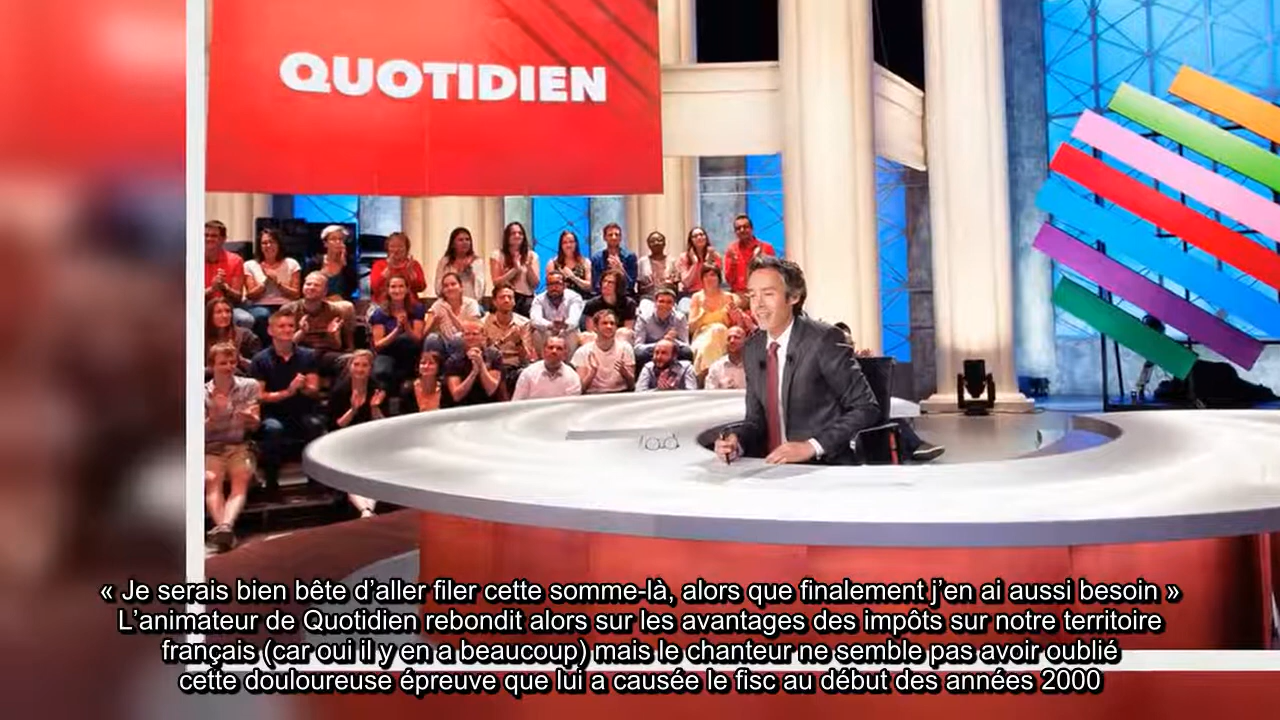 QUOTIDIEN
« Je serais bien bête d’aller filer cette somme-là, alors que finalement j’en ai aussi besoin »
L’animateur de Quotidien rebondit alors sur les avantages des impôts sur notre territoire
français (car oui il y en a beaucoup) mais le chanteur ne semble pas avoir oublié
cette douloureuse épreuve que lui a causée le fisc au début des années 2000